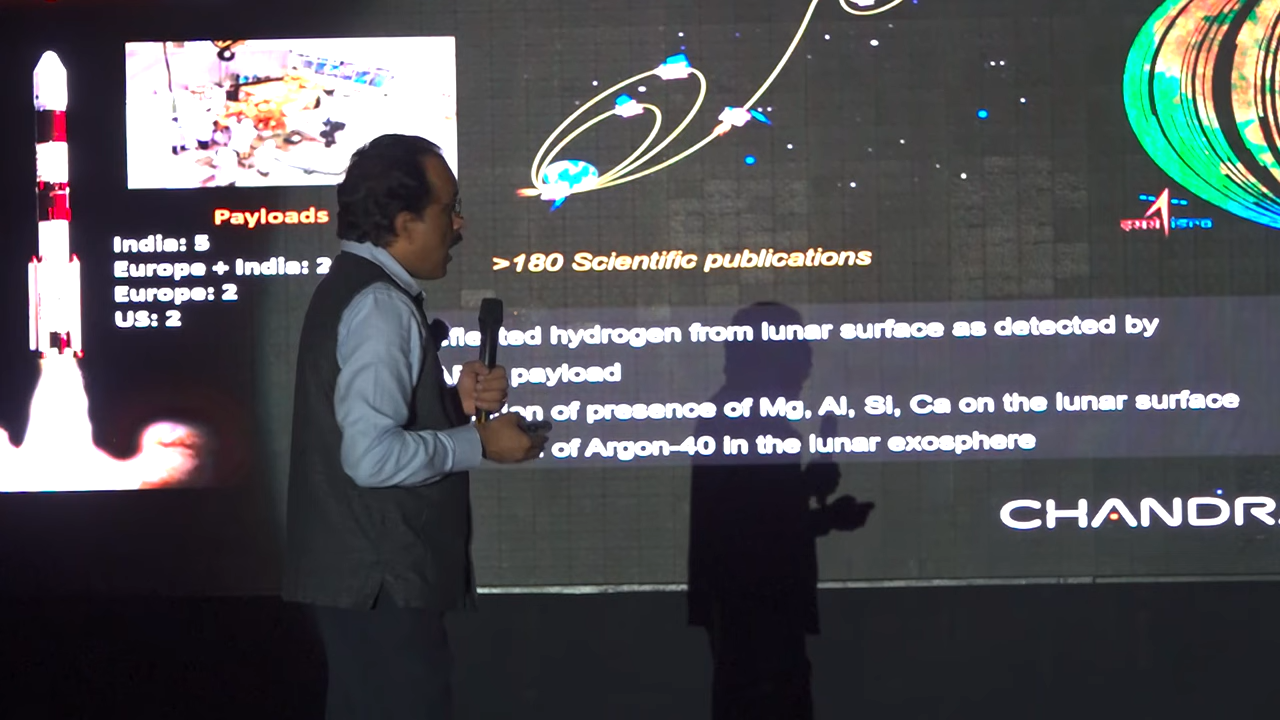 Payloads
India: 5
Europe + India: 2
Europe: 2
US: 2
>180 Scientific publications
hydrogen from lunar surface as detected by
payload
of presence of Mg, Al, Si, Ca on the lunar surface
of Argon-40 in the lunar exosphere
इसरो isro
CHANDR